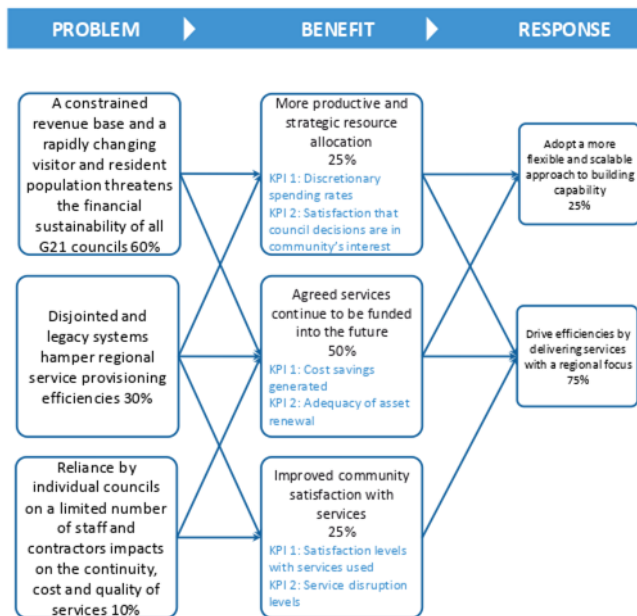 PROBLEM
BENEFIT
RESPONSE
A constrained
revenue base and a
rapidly changing
visitor and resident
population threatens
the financial
sustainability of all
G21 councils 60%
Disjointed and
legacy systems
hamper regional
service provisioning
efficiencies 30%
Reliance by
individual councils
on a limited number
of staff and
contractors impacts
on the continuity,
cost and quality of
services 10%
More productive and
strategic resource
allocation
25%
KPI 1: Discretionary
spending rates
KPI 2: Satisfaction that
council decisions are in
community's interest
Agreed services
continue to be funded
into the future
50%
KPI 1: Cost savings
generated
KPI 2: Adequacy of asset
renewal
Improved community
satisfaction with
services
25%
KPI 1: Satisfaction levels
with services used
KPI 2: Service disruption
levels
Adopt a more
flexible and scalable
approach to building
capability
25%
Drive efficiencies by
delivering services
with a regional focus
75%